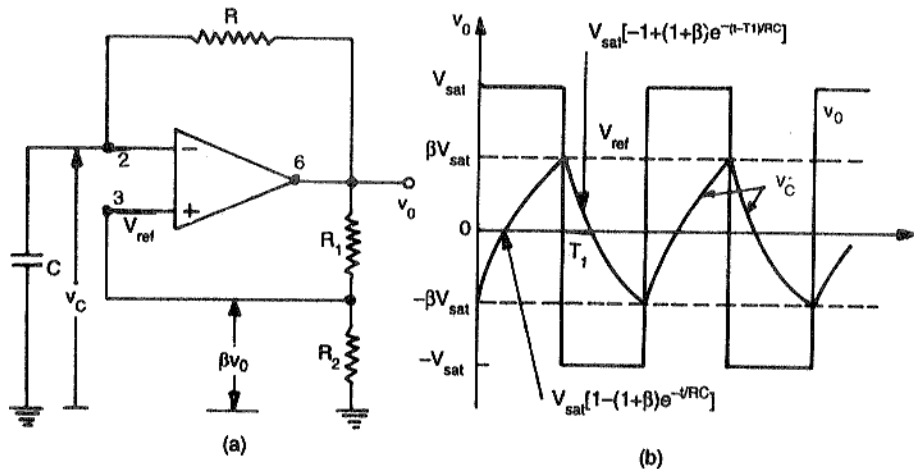 R
2
−
6
3
+
V_ref
v_0
R_1
C
v_C
R_2
βv_0
(a)
v_0
V_sat[-1+(1+β)e^-(t-T1)/RC]
V_sat
v_0
V_ref
βV_sat
v_C
0
T_1
-βV_sat
-V_sat
V_sat[1-(1+β)e^-t/RC]
(b)